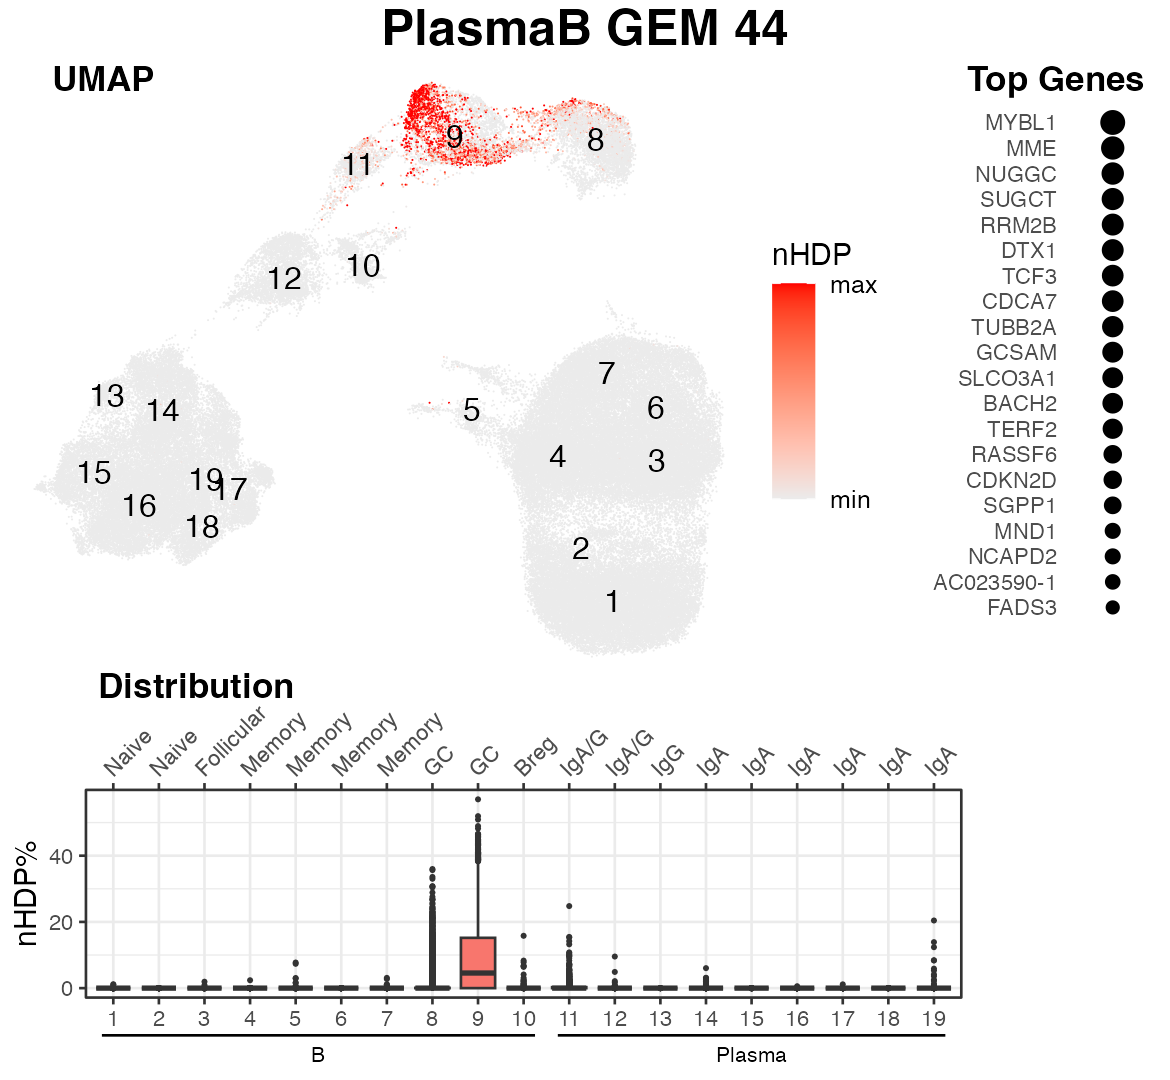 PlasmaB GEM 44
UMAP
Top Genes
9
8
11
12
10
7
6
5
4
3
2
1
13
14
15
19
17
16
18
nHDP
max
min
MYBL1
MME
NUGGC
SUGCT
RRM2B
DTX1
TCF3
CDCA7
TUBB2A
GCSAM
SLCO3A1
BACH2
TERF2
RASSF6
CDKN2D
SGPP1
MND1
NCAPD2
AC023590-1
FADS3
Distribution
Naive Naive Follicular Memory Memory Memory Memory GC GC Breg IgA/G IgA/G IgG IgA IgA IgA IgA IgA IgA
nHDP%
40
20
0
1 2 3 4 5 6 7 8 9 10 11 12 13 14 15 16 17 18 19
B Plasma